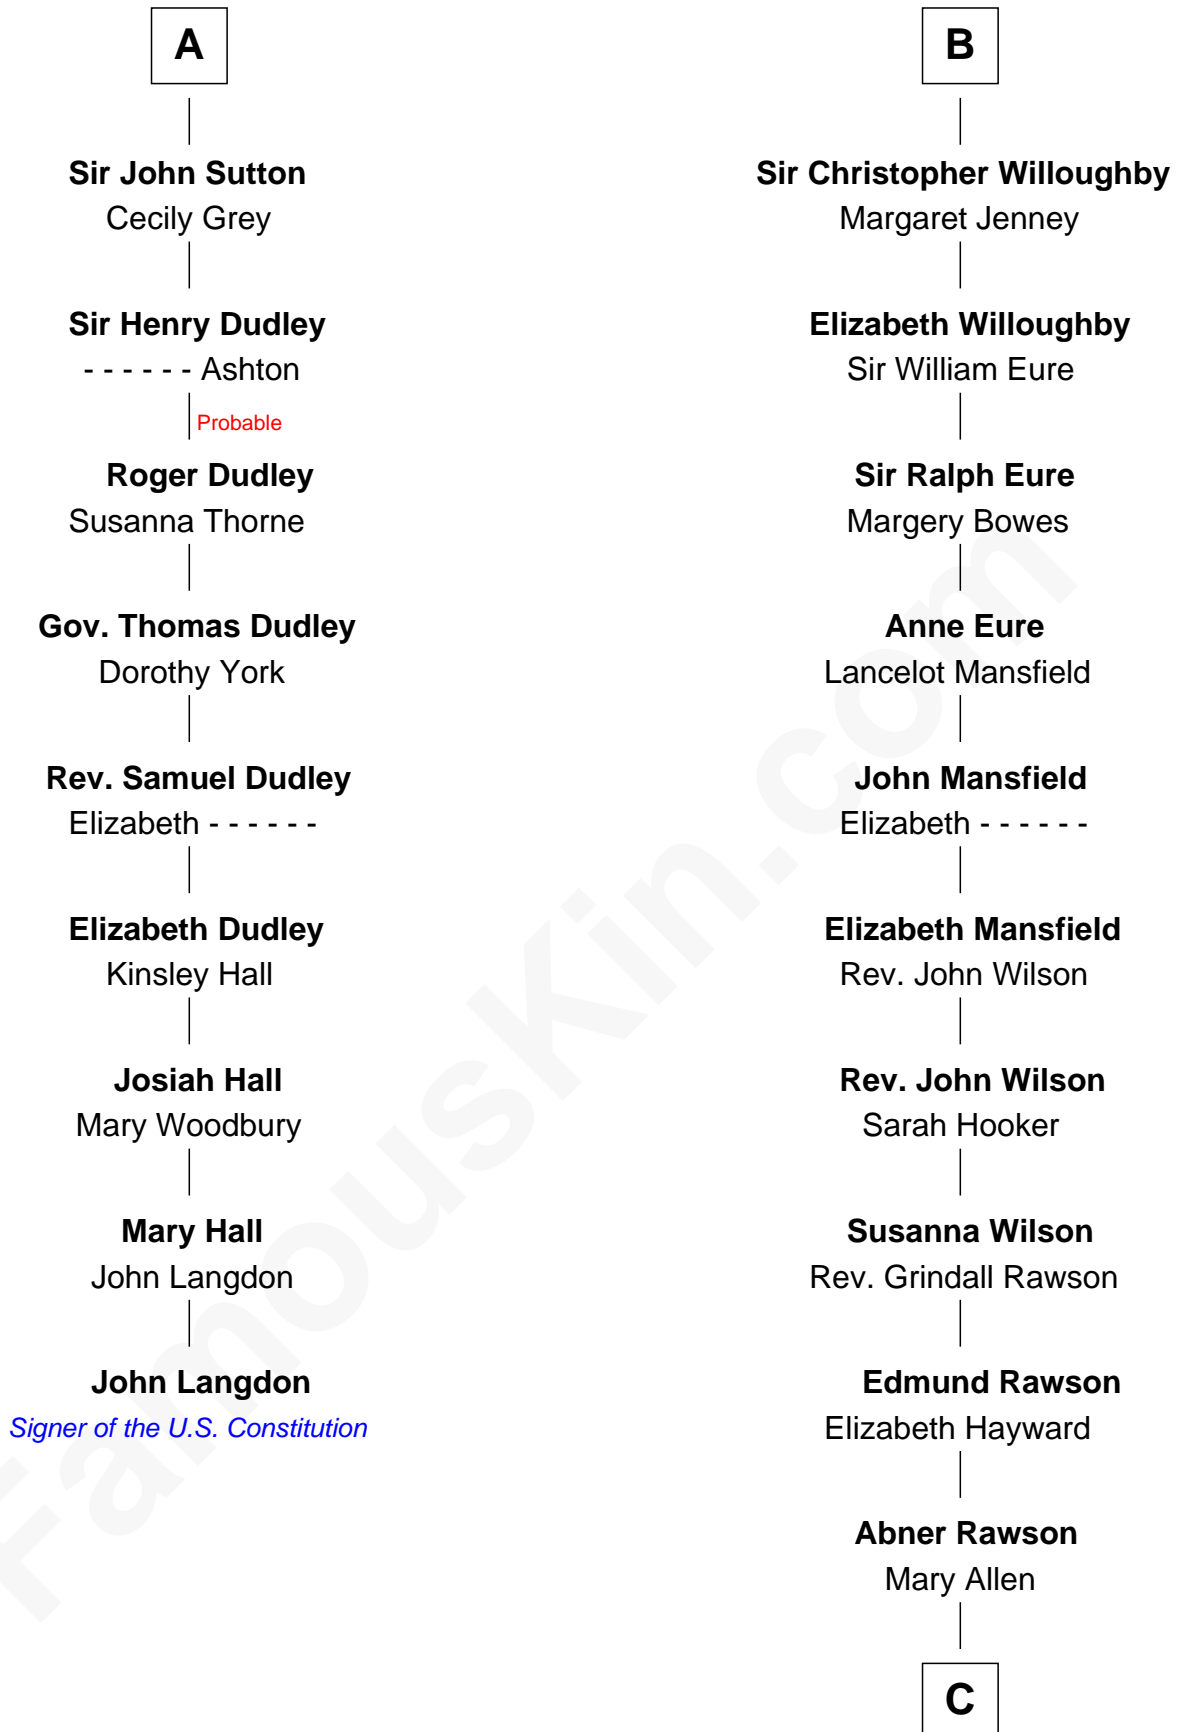 A
Sir John Sutton
Cecily Grey
Sir Henry Dudley
- - - - - - Ashton
Probable
Roger Dudley
Susanna Thorne
Gov. Thomas Dudley
Dorothy York
Rev. Samuel Dudley
Elizabeth - - - - - -
Elizabeth Dudley
Kinsley Hall
Josiah Hall
Mary Woodbury
Mary Hall
John Langdon
John Langdon
Signer of the U.S. Constitution
B
Sir Christopher Willoughby
Margaret Jenney
Elizabeth Willoughby
Sir William Eure
Sir Ralph Eure
Margery Bowes
Anne Eure
Lancelot Mansfield
John Mansfield
Elizabeth - - - - - -
Elizabeth Mansfield
Rev. John Wilson
Rev. John Wilson
Sarah Hooker
Susanna Wilson
Rev. Grindall Rawson
Edmund Rawson
Elizabeth Hayward
Abner Rawson
Mary Allen
C
FamousKin.com